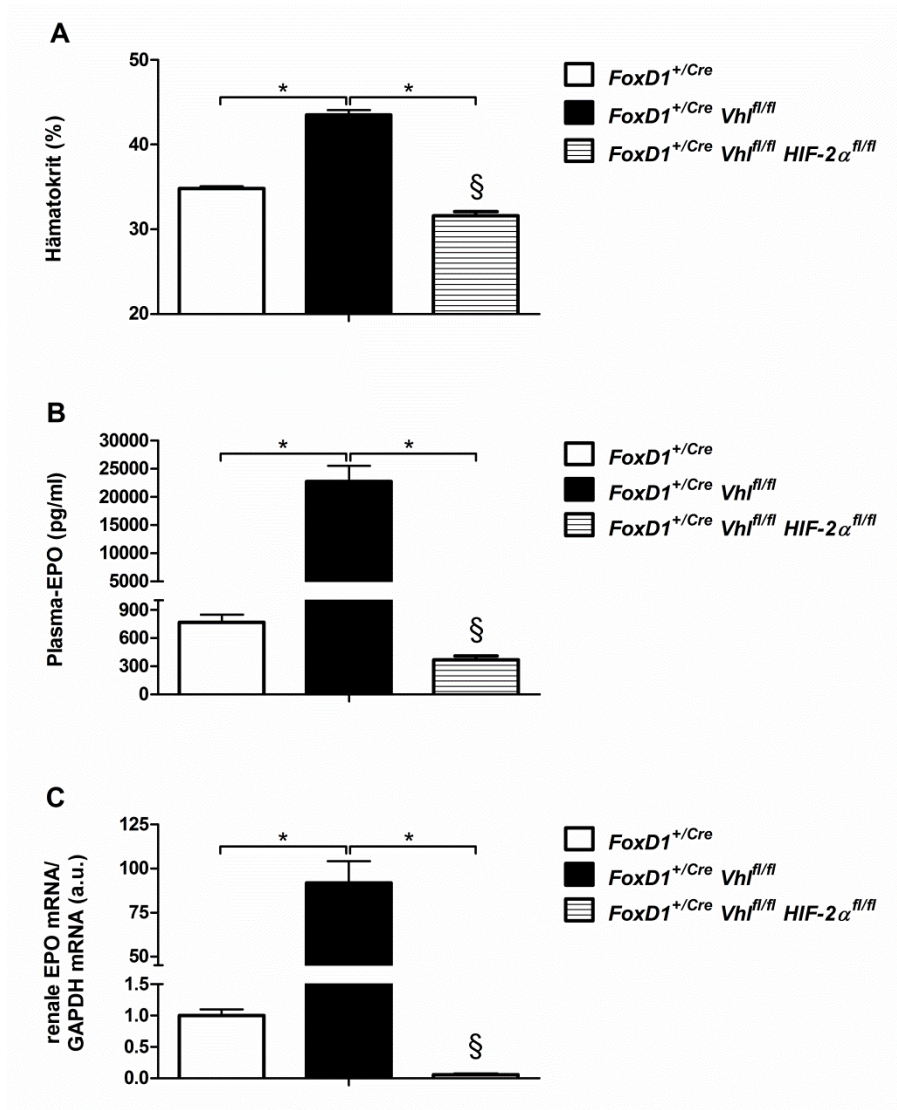 A
50
40
30
20
Hämatokrit (%)
* *
§
FoxD1+/Cre
FoxD1+/Cre Vhlfl/fl
FoxD1+/Cre Vhlfl/fl HIF-2αfl/fl
B
30000
25000
20000
15000
10000
5000
900
600
300
0
Plasma-EPO (pg/ml)
* *
§
FoxD1+/Cre
FoxD1+/Cre Vhlfl/fl
FoxD1+/Cre Vhlfl/fl HIF-2αfl/fl
C
125
100
75
50
1.5
1.0
0.5
0.0
renale EPO mRNA/
GAPDH mRNA (a.u.)
* *
§
FoxD1+/Cre
FoxD1+/Cre Vhlfl/fl
FoxD1+/Cre Vhlfl/fl HIF-2αfl/fl